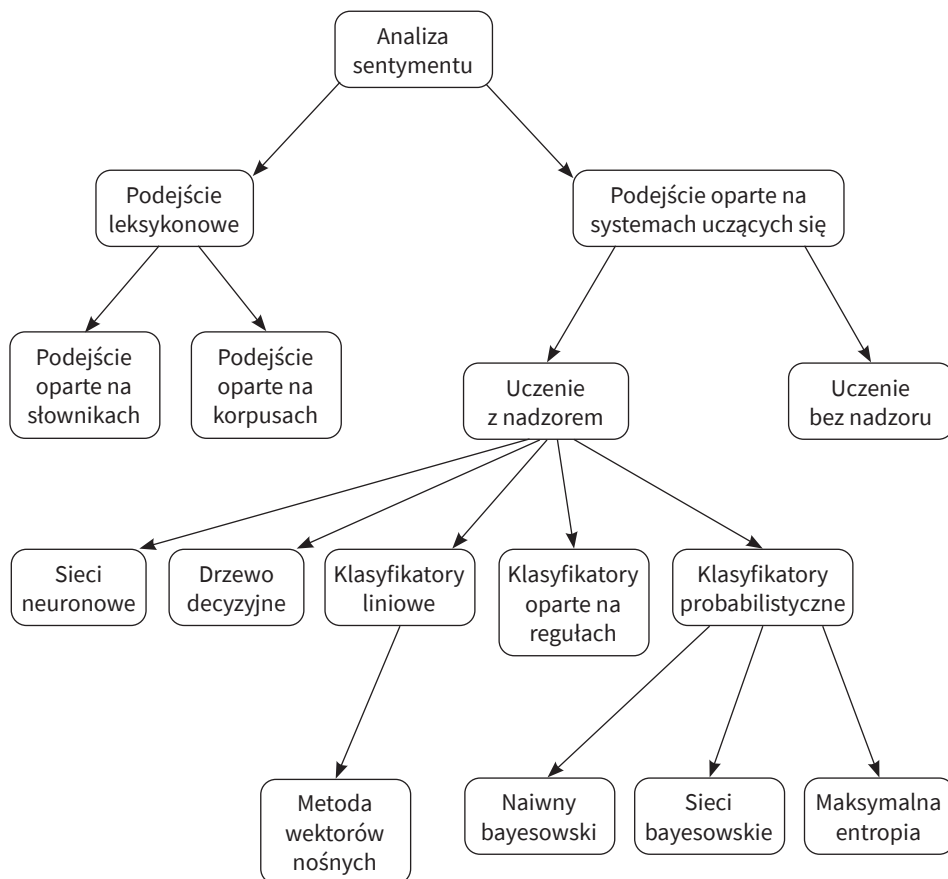 Analiza
sentymentu
Podejście
leksykonowe
Podejście oparte na
systemach uczących się
Podejście
oparte na
słownikach
Podejście
oparte na
korpusach
Uczenie
z nadzorem
Uczenie
bez nadzoru
Sieci
neuronowe
Drzewo
decyzyjne
Klasyfikatory
liniowe
Klasyfikatory
oparte na
regułach
Klasyfikatory
probabilistyczne
Metoda
wektorów
nośnych
Naiwny
bayesowski
Sieci
bayesowskie
Maksymalna
entropia